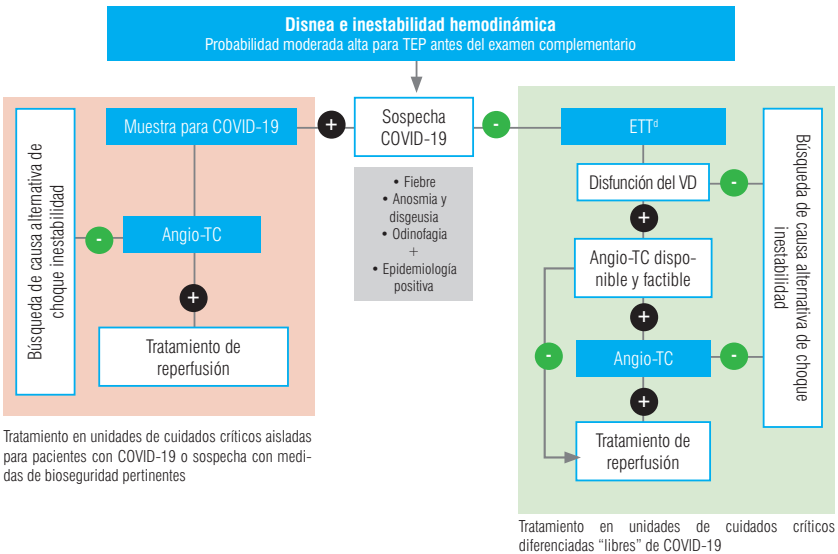 Disnea e inestabilidad hemodinámica
Probabilidad moderada alta para TEP antes del examen complementario
Búsqueda de causa alternativa de
choque inestabilidad
Muestra para COVID-19
+
Sospecha
COVID-19
-
ETTᵈ
• Fiebre
• Anosmia y
disgeusia
• Odinofagia
+
• Epidemiología
positiva
-
Angio-TC
+
Tratamiento de
reperfusión
Disfunción del VD
-
+
Angio-TC dispo-
nible y factible
+
-
Angio-TC
-
+
Tratamiento de
reperfusión
Búsqueda de causa alternativa de choque
inestabilidad
Tratamiento en unidades de cuidados críticos aisladas
para pacientes con COVID-19 o sospecha con medi-
das de bioseguridad pertinentes
Tratamiento en unidades de cuidados críticos
diferenciadas “libres” de COVID-19